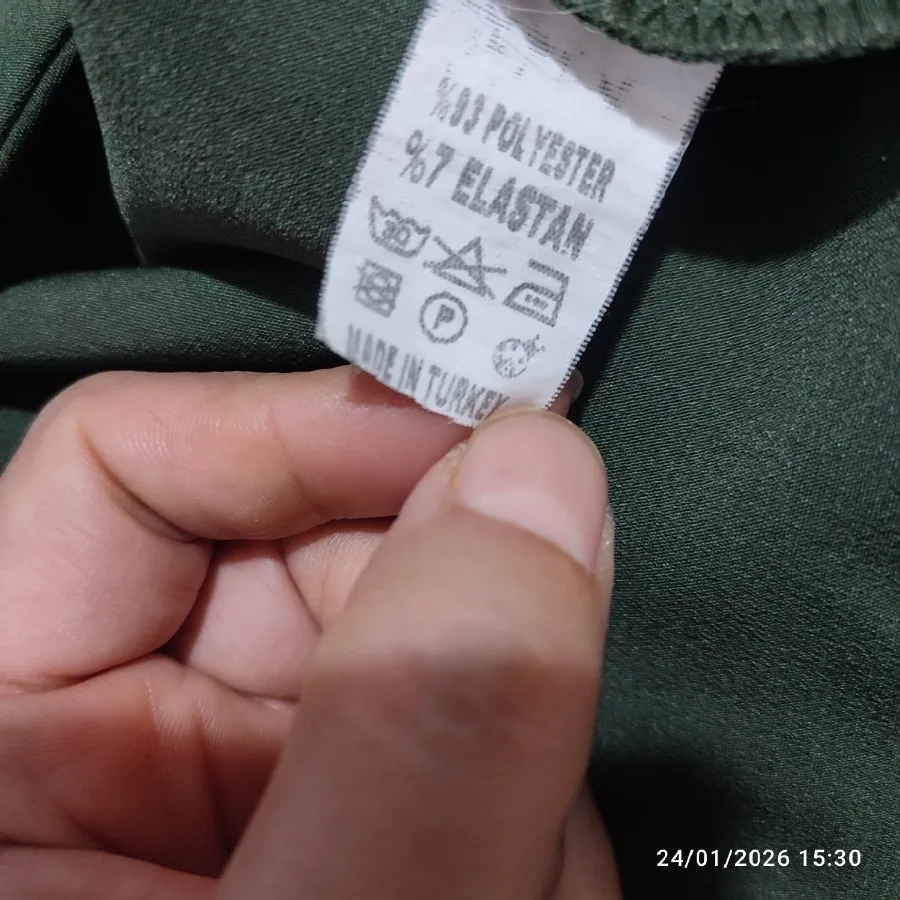 %93 POLYESTER
%7 ELASTAN
30
P
MADE IN TURKEY
24/01/2026 15:30